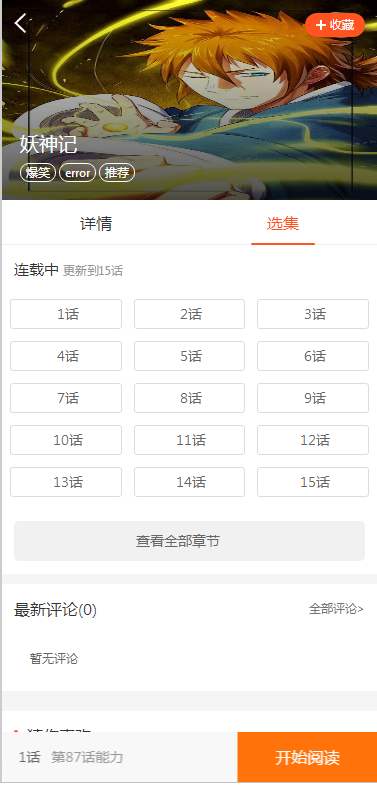 + 收藏
妖神记
爆笑 error 推荐
详情 选集
连载中 更新到15话
1话 2话 3话
4话 5话 6话
7话 8话 9话
10话 11话 12话
13话 14话 15话
查看全部章节
最新评论(0) 全部评论>
暂无评论
1话 第87话能力 开始阅读